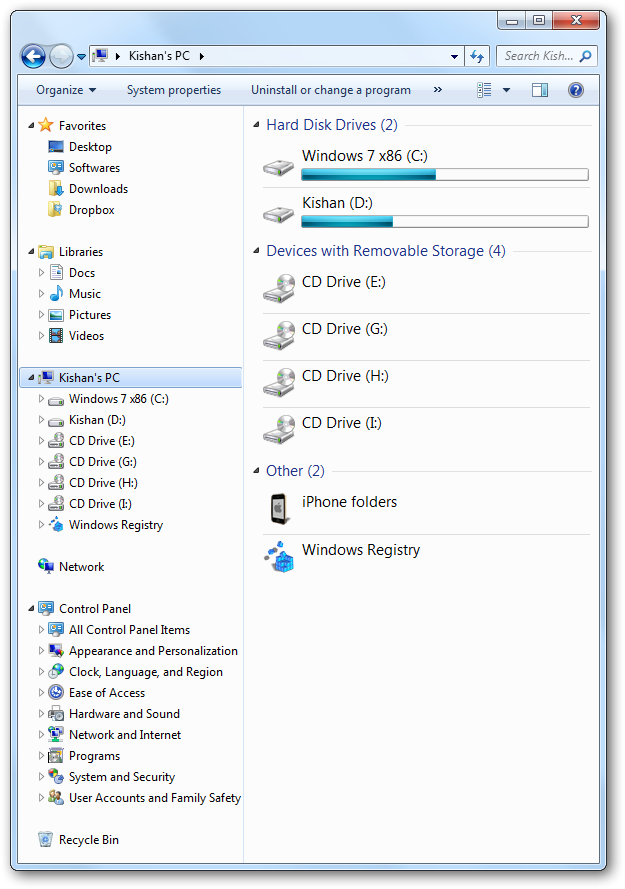 Kishan's PC
Search Kish...
Organize
System properties
Uninstall or change a program
»
Favorites
Desktop
Softwares
Downloads
Dropbox
Libraries
Docs
Music
Pictures
Videos
Kishan's PC
Windows 7 x86 (C:)
Kishan (D:)
CD Drive (E:)
CD Drive (G:)
CD Drive (H:)
CD Drive (I:)
Windows Registry
Network
Control Panel
All Control Panel Items
Appearance and Personalization
Clock, Language, and Region
Ease of Access
Hardware and Sound
Network and Internet
Programs
System and Security
User Accounts and Family Safety
Recycle Bin
Hard Disk Drives (2)
Windows 7 x86 (C:)
Kishan (D:)
Devices with Removable Storage (4)
CD Drive (E:)
CD Drive (G:)
CD Drive (H:)
CD Drive (I:)
Other (2)
iPhone folders
Windows Registry